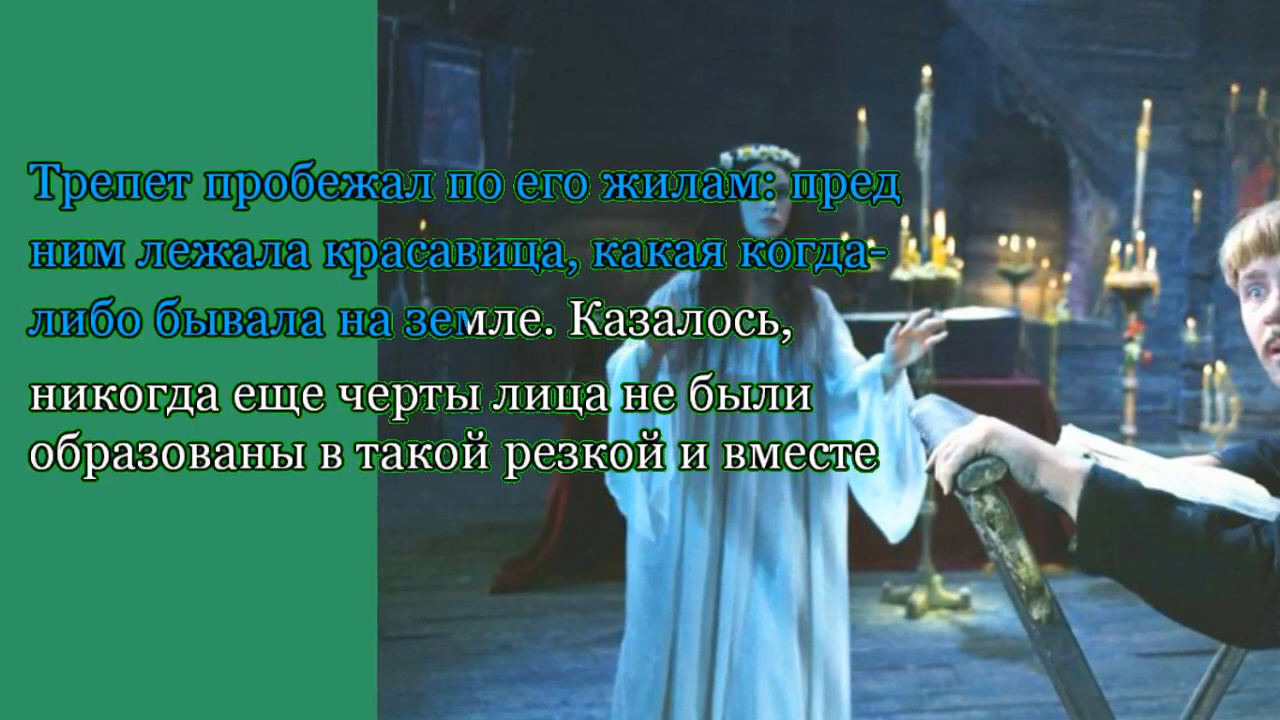 Трепет пробежал по его жилам: пред
ним лежала красавица, какая когда-
либо бывала на земле. Казалось,
никогда еще черты лица не были
образованы в такой резкой и вместе